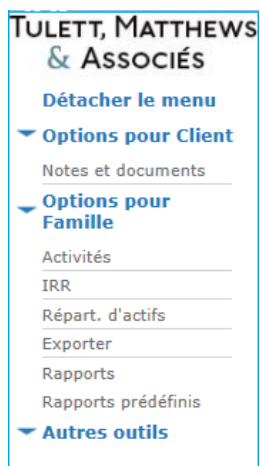 TULETT, MATTHEWS
& ASSOCIÉS
Détacher le menu
Options pour Client
Notes et documents
Options pour
Famille
Activités
IRR
Répart. d'actifs
Exporter
Rapports
Rapports prédéfinis
Autres outils